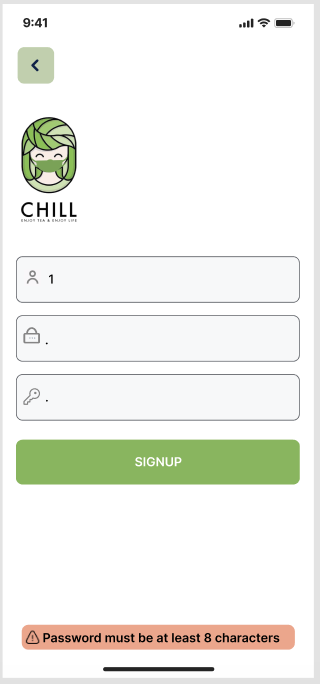 9:41
CHILL
ENJOY TEA & ENJOY LIFE
1
.
.
SIGNUP
Password must be at least 8 characters